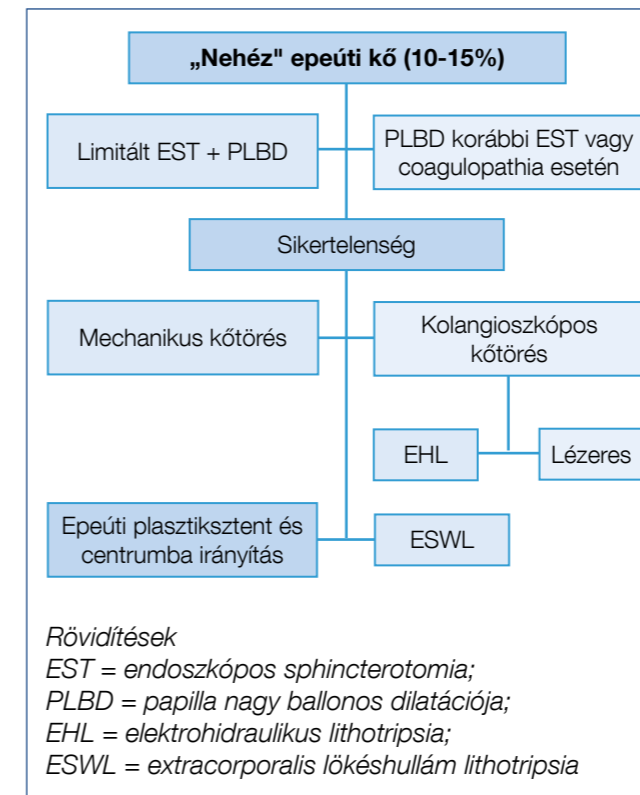 „Nehéz" epeúti kő (10-15%)
Limitált EST + PLBD
PLBD korábbi EST vagy
coagulopathia esetén
Sikertelenség
Mechanikus kőtörés
Kolangioszkópos
kőtörés
EHL
Lézeres
Epeúti plasztiksztent és
centrumba irányítás
ESWL
Rövidítések
EST = endoszkópos sphincterotomia;
PLBD = papilla nagy ballonos dilatációja;
EHL = elektrohidraulikus lithotripsia;
ESWL = extracorporalis lökéshullám lithotripsia